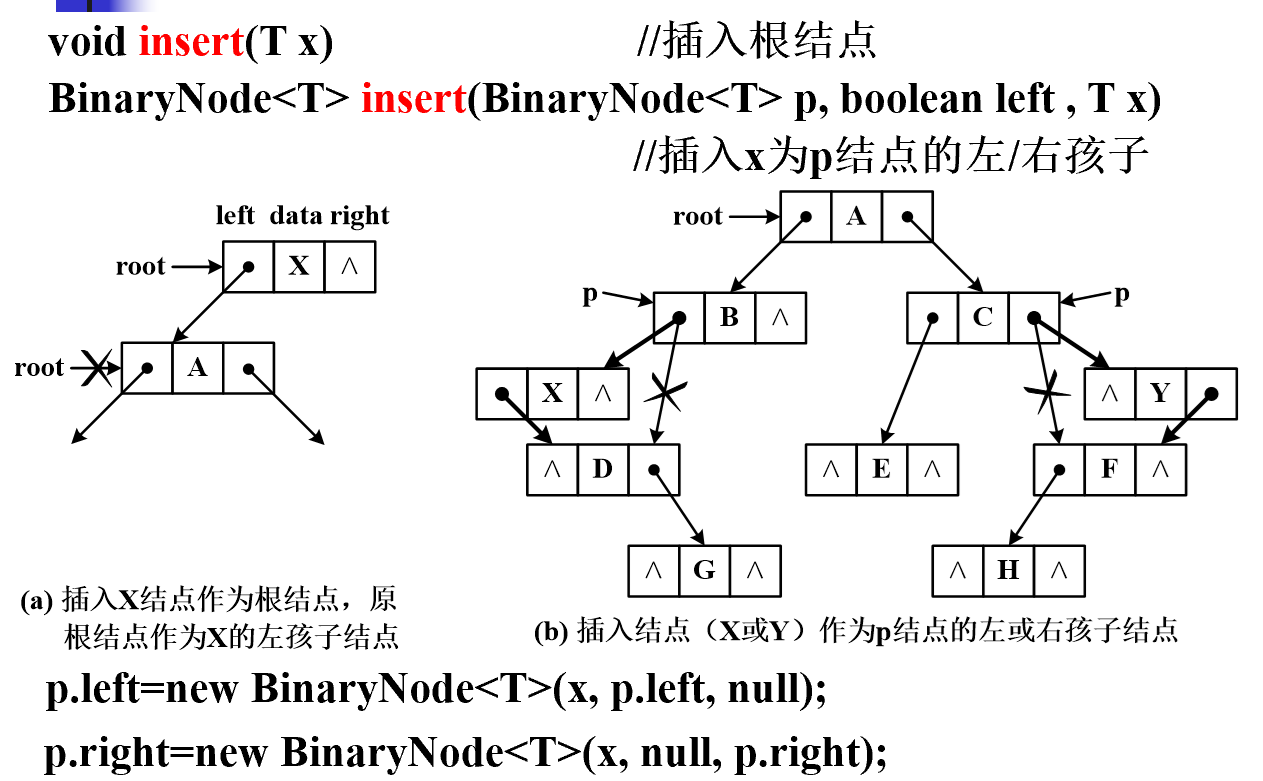 void insert(T x) //插入根结点
BinaryNode<T> insert(BinaryNode<T> p, boolean left , T x)
//插入x为p结点的左/右孩子
left data right
root X ∧
root A
(a) 插入X结点作为根结点，原
根结点作为X的左孩子结点
root A
p B ∧ C p
X ∧ ∧ Y
∧ D ∧ E ∧ F ∧
∧ G ∧ ∧ H ∧
(b) 插入结点（X或Y）作为p结点的左或右孩子结点
p.left=new BinaryNode<T>(x, p.left, null);
p.right=new BinaryNode<T>(x, null, p.right);